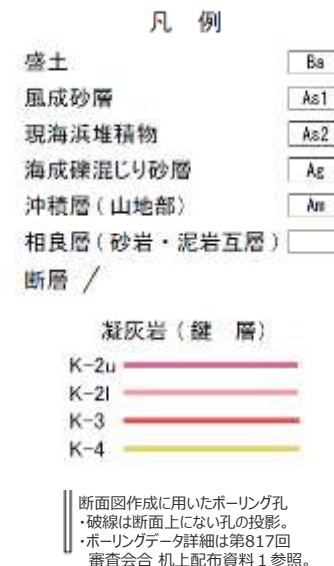 凡 例
盛土 Ba
風成砂層 As1
現海浜堆積物 As2
海成礫混じり砂層 Ag
沖積層(山地部) Am
相良層(砂岩・泥岩互層)
断層
凝灰岩(鍵 層)
K-2u
K-2l
K-3
K-4
断面図作成に用いたボーリング孔
・破線は断面上にない孔の投影。
・ボーリングデータ詳細は第817回
審査会合 机上配布資料1参照。